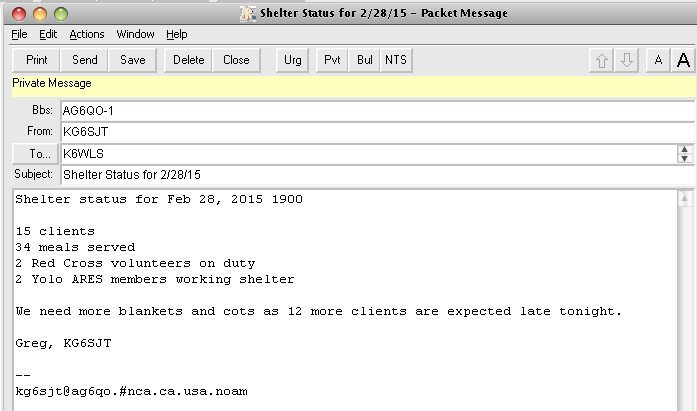 Shelter Status for 2/28/15 – Packet Message
File Edit Actions Window Help
Print Send Save Delete Close Urg Pvt Bul NTS A A
Private Message
Bbs: AG6QO-1
From: KG6SJT
To... K6WLS
Subject: Shelter Status for 2/28/15
Shelter status for Feb 28, 2015 1900
15 clients
34 meals served
2 Red Cross volunteers on duty
2 Yolo ARES members working shelter
We need more blankets and cots as 12 more clients are expected late tonight.
Greg, KG6SJT
--
kg6sjt@ag6qo.#nca.ca.usa.noam